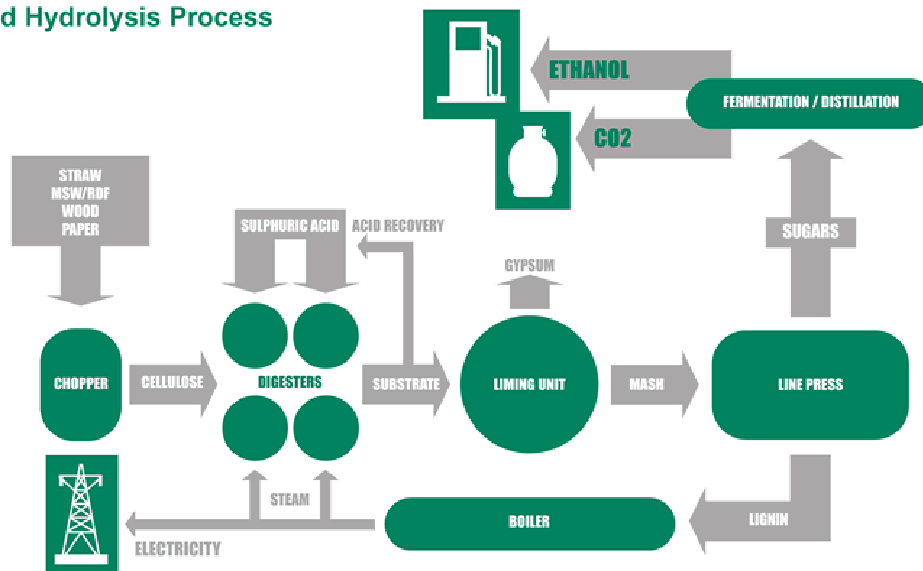 d Hydrolysis Process
ETHANOL
FERMENTATION / DISTILLATION
CO2
STRAW
MSW/RDF
WOOD
PAPER
SULPHURIC ACID
ACID RECOVERY
SUGARS
GYPSUM
CHOPPER
CELLULOSE
DIGESTERS
SUBSTRATE
LIMING UNIT
MASH
LINE PRESS
STEAM
BOILER
LIGNIN
ELECTRICITY